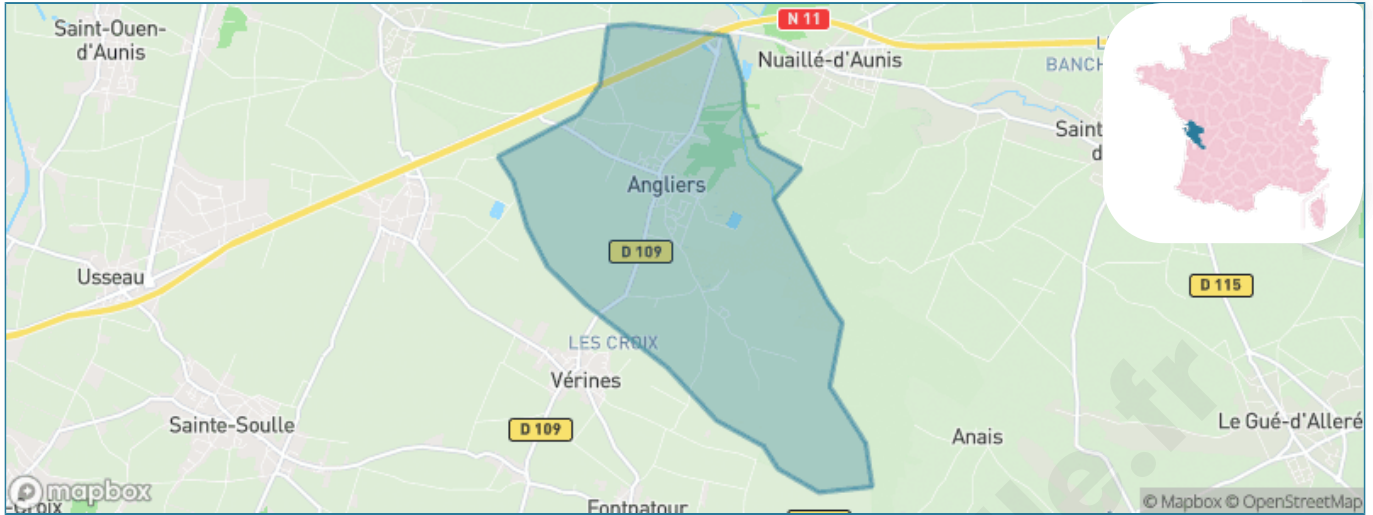 Saint-Ouen-
d'Aunis
N 11
Nuaillé-d'Aunis
BANCH
Saint
d
Angliers
D 109
Usseau
D 115
LES CROIX
Vérines
Sainte-Soulle
D 109
Anais
Le Gué-d'Alleré
mapbox
-Croix
Fontpatour
© Mapbox © OpenStreetMap